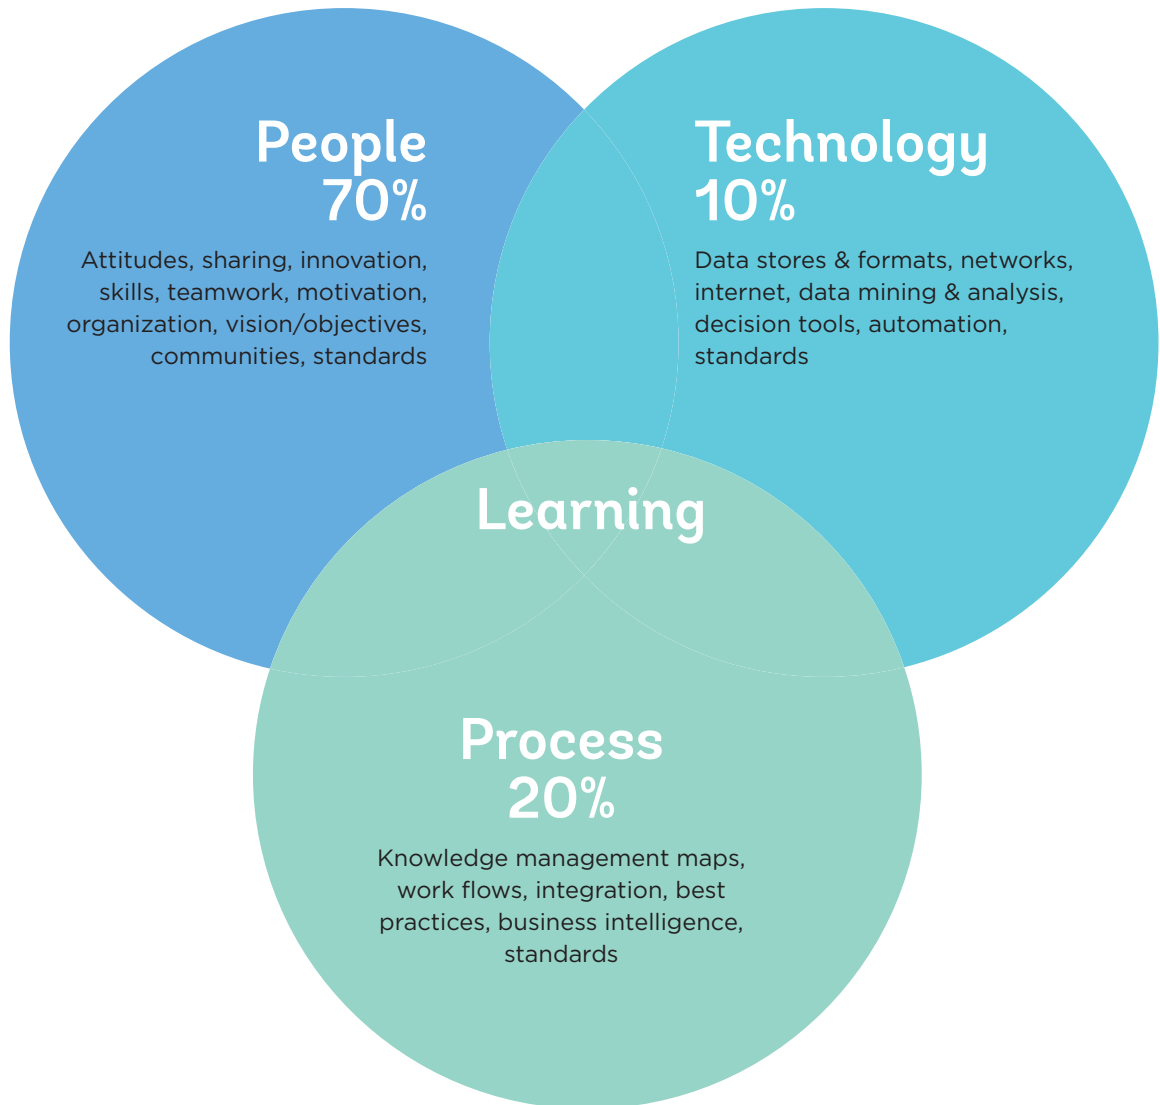 People
70%
Attitudes, sharing, innovation,
skills, teamwork, motivation,
organization, vision/objectives,
communities, standards
Technology
10%
Data stores & formats, networks,
internet, data mining & analysis,
decision tools, automation,
standards
Learning
Process
20%
Knowledge management maps,
work flows, integration, best
practices, business intelligence,
standards